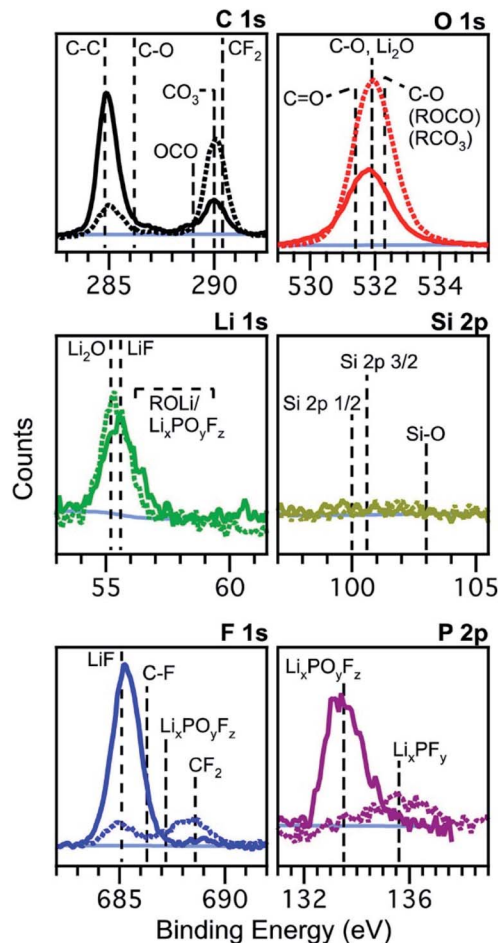 C 1s
O 1s
C-C
C-O
CF2
CO3
OCO
C-O, Li2O
C=O
C-O
(ROCO)
(RCO3)
285
290
530
532
534
Li 1s
Si 2p
Li2O
LiF
ROLi/
LixPOyFz
Si 2p 3/2
Si 2p 1/2
Si-O
55
60
100
105
Counts
F 1s
P 2p
LiF
C-F
LixPOyFz
CF2
LixPOyFz
LixPFy
685
690
132
136
Binding Energy (eV)